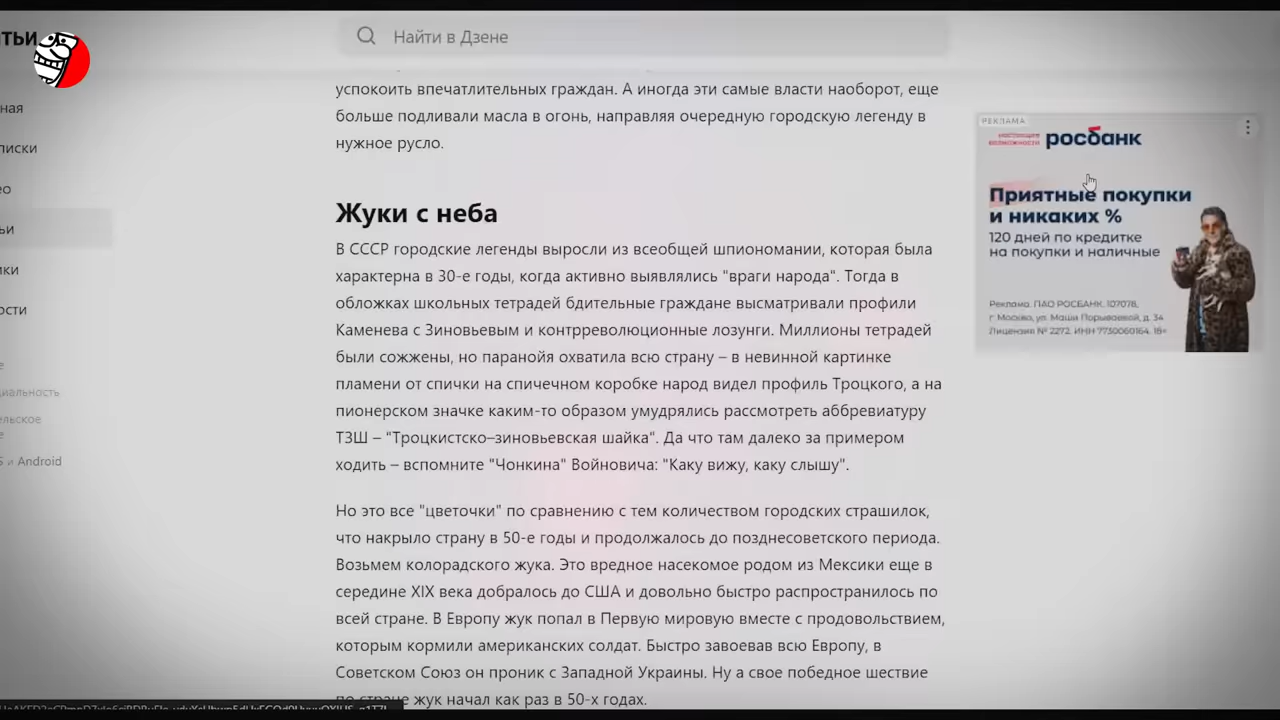 тьи
Найти в Дзене
ная
писки
ео
ьи
ики
ости
е
циальность
ельское
е
S и Android
успокоить впечатлительных граждан. А иногда эти самые власти наоборот, еще
больше подливали масла в огонь, направляя очередную городскую легенду в
нужное русло.
Жуки с неба
В СССР городские легенды выросли из всеобщей шпиономании, которая была
характерна в 30-е годы, когда активно выявлялись "враги народа". Тогда в
обложках школьных тетрадей бдительные граждане высматривали профили
Каменева с Зиновьевым и контрреволюционные лозунги. Миллионы тетрадей
были сожжены, но паранойя охватила всю страну – в невинной картинке
пламени от спички на спичечном коробке народ видел профиль Троцкого, а на
пионерском значке каким-то образом умудрялись рассмотреть аббревиатуру
ТЗШ – "Троцкистско–зиновьевская шайка". Да что там далеко за примером
ходить – вспомните "Чонкина" Войновича: "Каку вижу, каку слышу".
Но это все "цветочки" по сравнению с тем количеством городских страшилок,
что накрыло страну в 50-е годы и продолжалось до позднесоветского периода.
Возьмем колорадского жука. Это вредное насекомое родом из Мексики еще в
середине XIX века добралось до США и довольно быстро распространилось по
всей стране. В Европу жук попал в Первую мировую вместе с продовольствием,
которым кормили американских солдат. Быстро завоевав всю Европу, в
Советском Союз он проник с Западной Украины. Ну а свое победное шествие
по стране жук начал как раз в 50-х годах.
РЕКЛАМА
росбанк
Приятные покупки
и никаких %
120 дней по кредитке
на покупки и наличные
Реклама. ПАО РОСБАНК. 107078,
г. Москва, ул. Маши Порываевой, д. 34
Лицензия № 2272. ИНН 7730060164. 18+